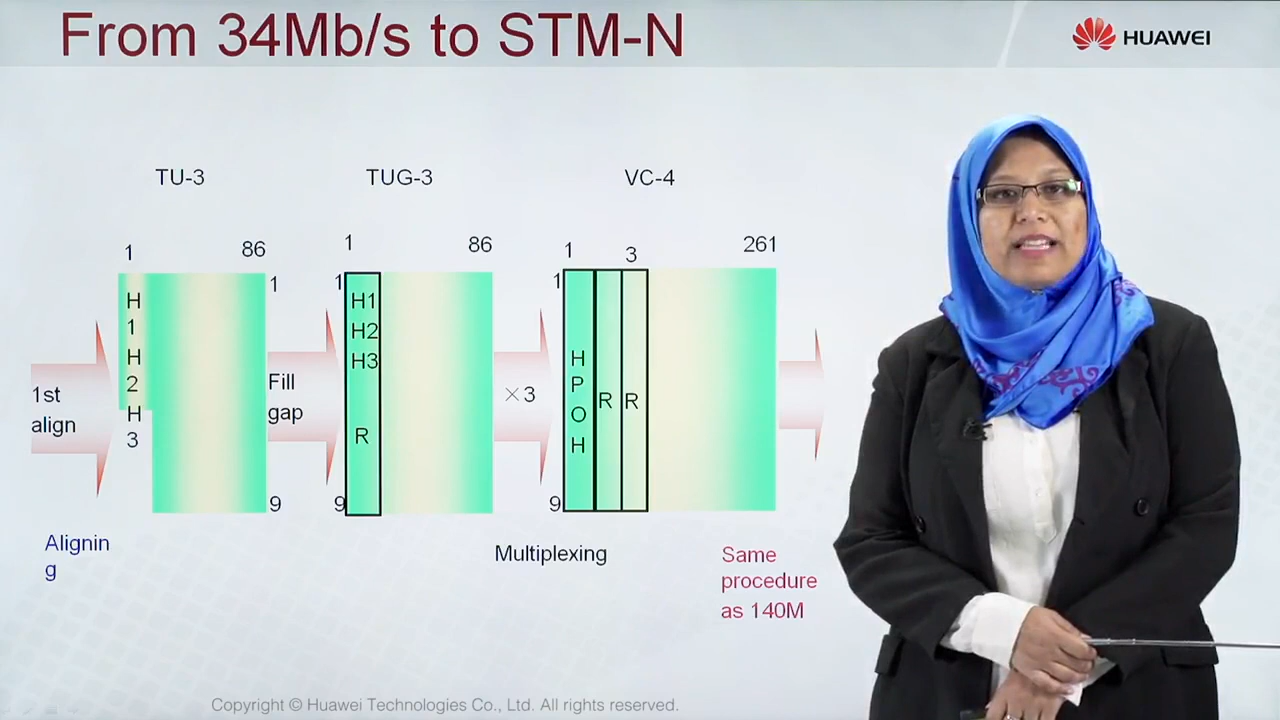 From 34Mb/s to STM-N
HUAWEI
TU-3
TUG-3
VC-4
1
86
1
86
1
3
261
1
9
1
9
1
9
H
1
H
2
H
3
H1
H2
H3
R
H
P
O
H
R
R
1st
align
Fill
gap
×3
Alignin
g
Multiplexing
Same
procedure
as 140M
Copyright © Huawei Technologies Co., Ltd. All rights reserved.